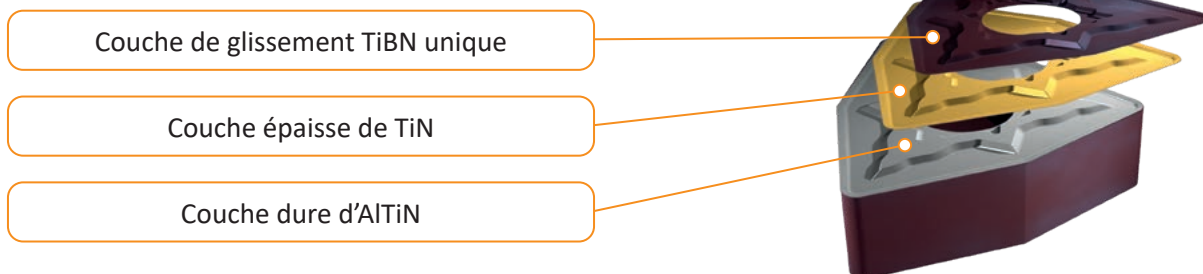 Couche de glissement TiBN unique
Couche épaisse de TiN
Couche dure d’AlTiN